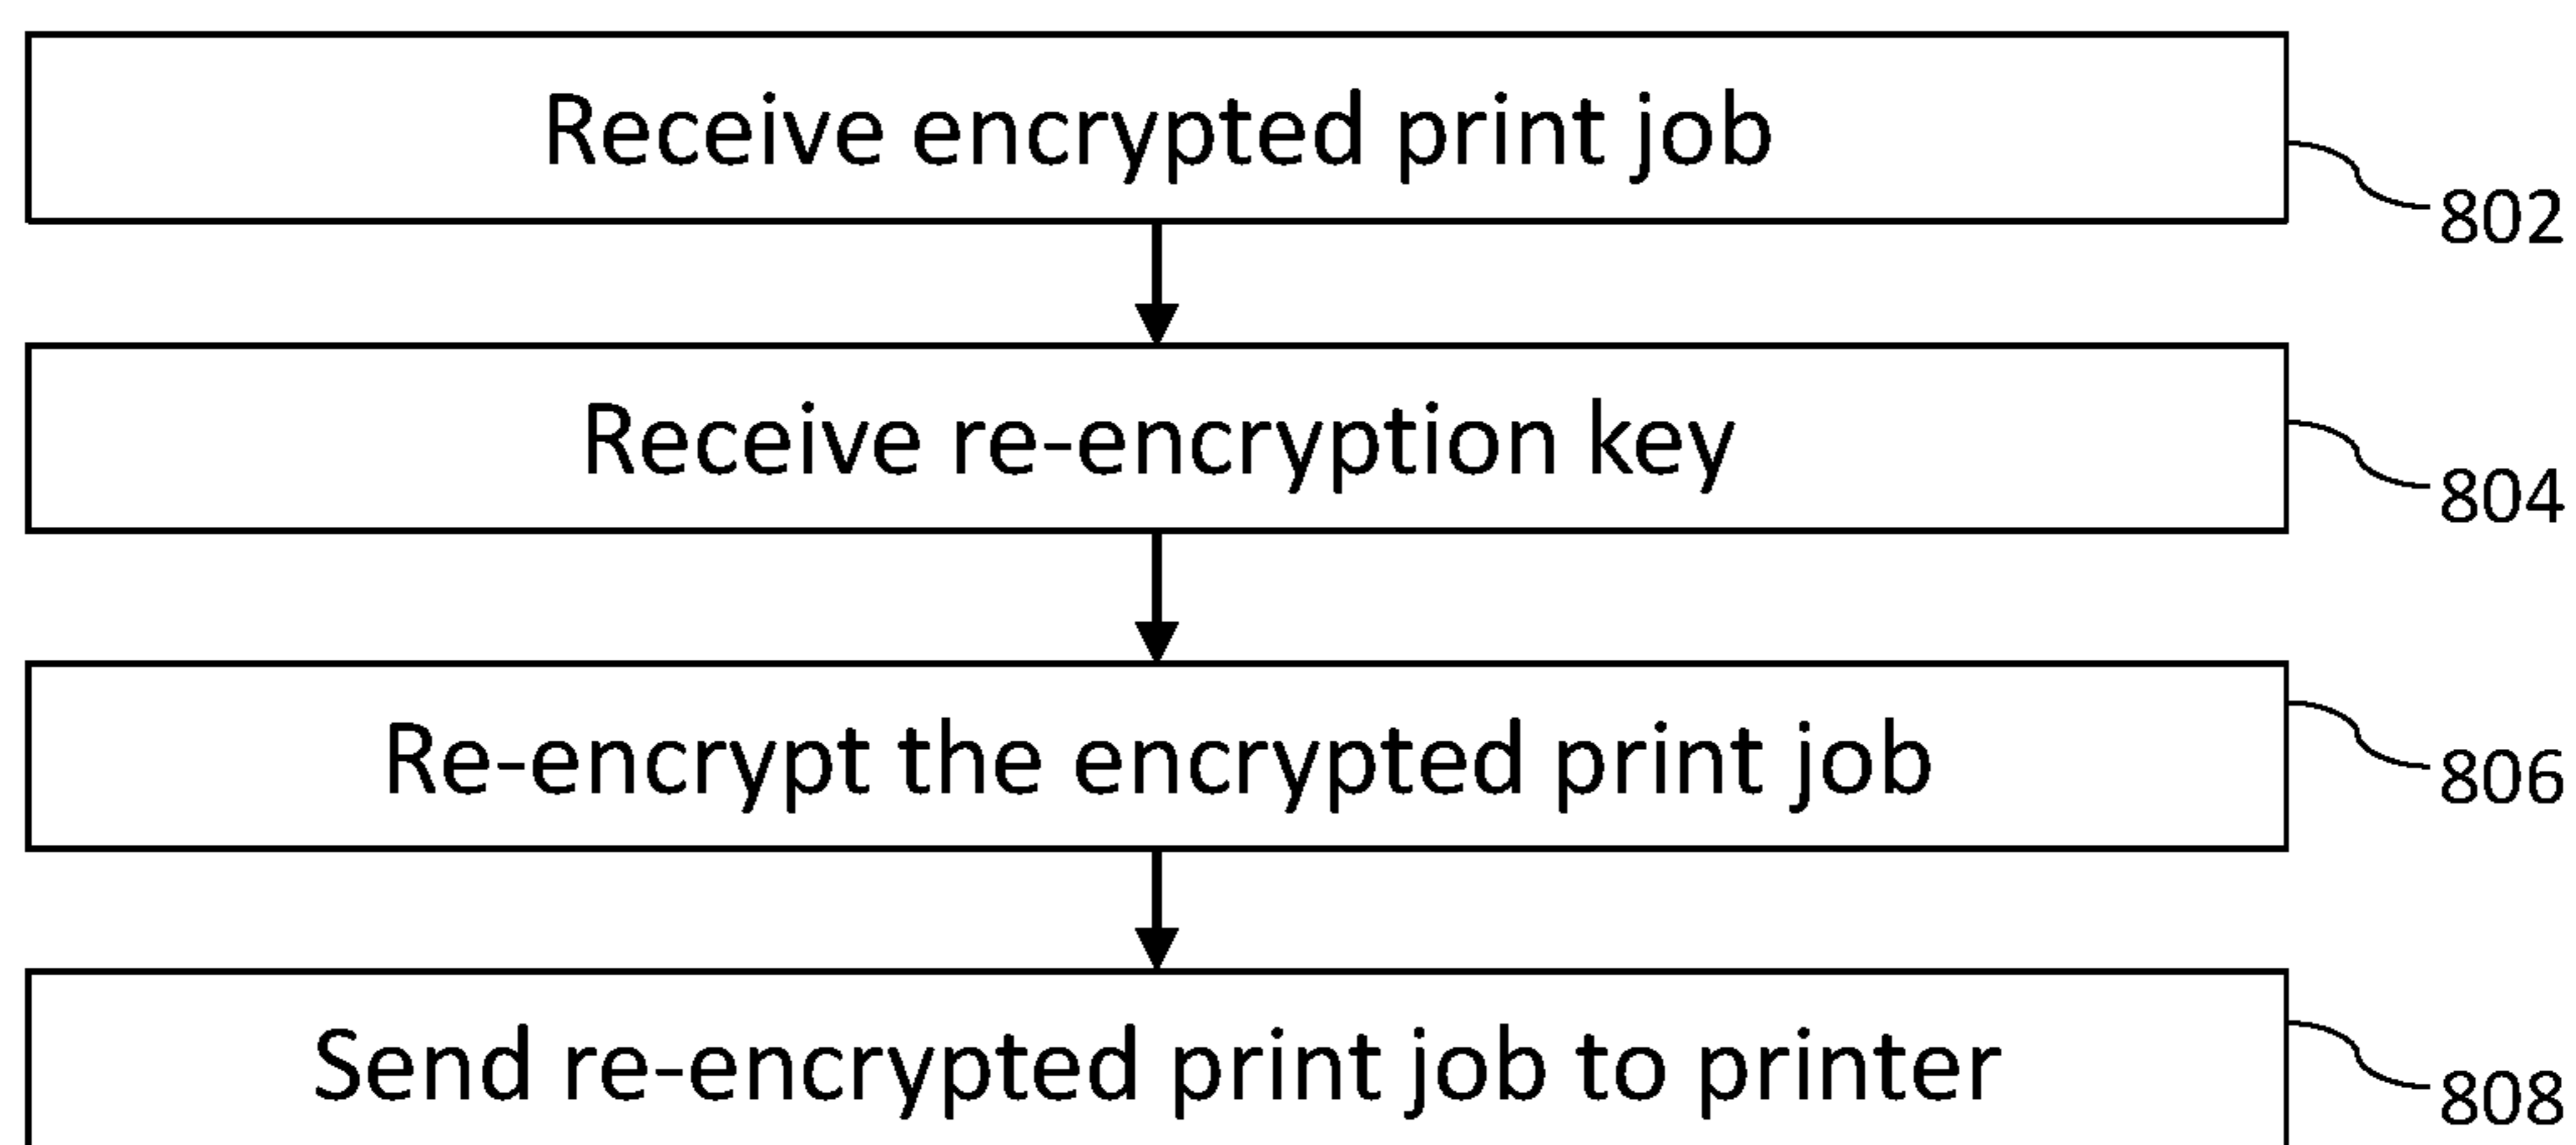 Receive encrypted print job
802
Receive re-encryption key
804
Re-encrypt the encrypted print job
806
Send re-encrypted print job to printer
808